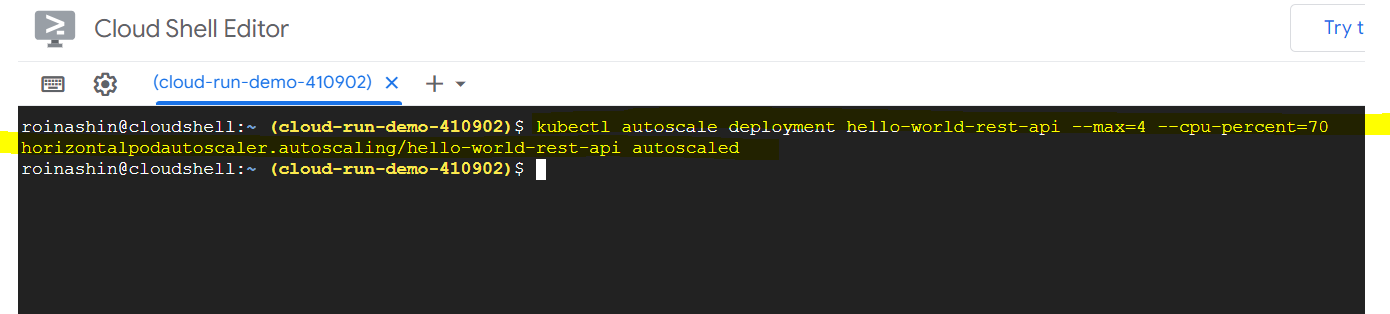 Cloud Shell Editor
Try t
(cloud-run-demo-410902)
roinashin@cloudshell:~ (cloud-run-demo-410902)$ kubectl autoscale deployment hello-world-rest-api --max=4 --cpu-percent=70
horizontalpodautoscaler.autoscaling/hello-world-rest-api autoscaled
roinashin@cloudshell:~ (cloud-run-demo-410902)$